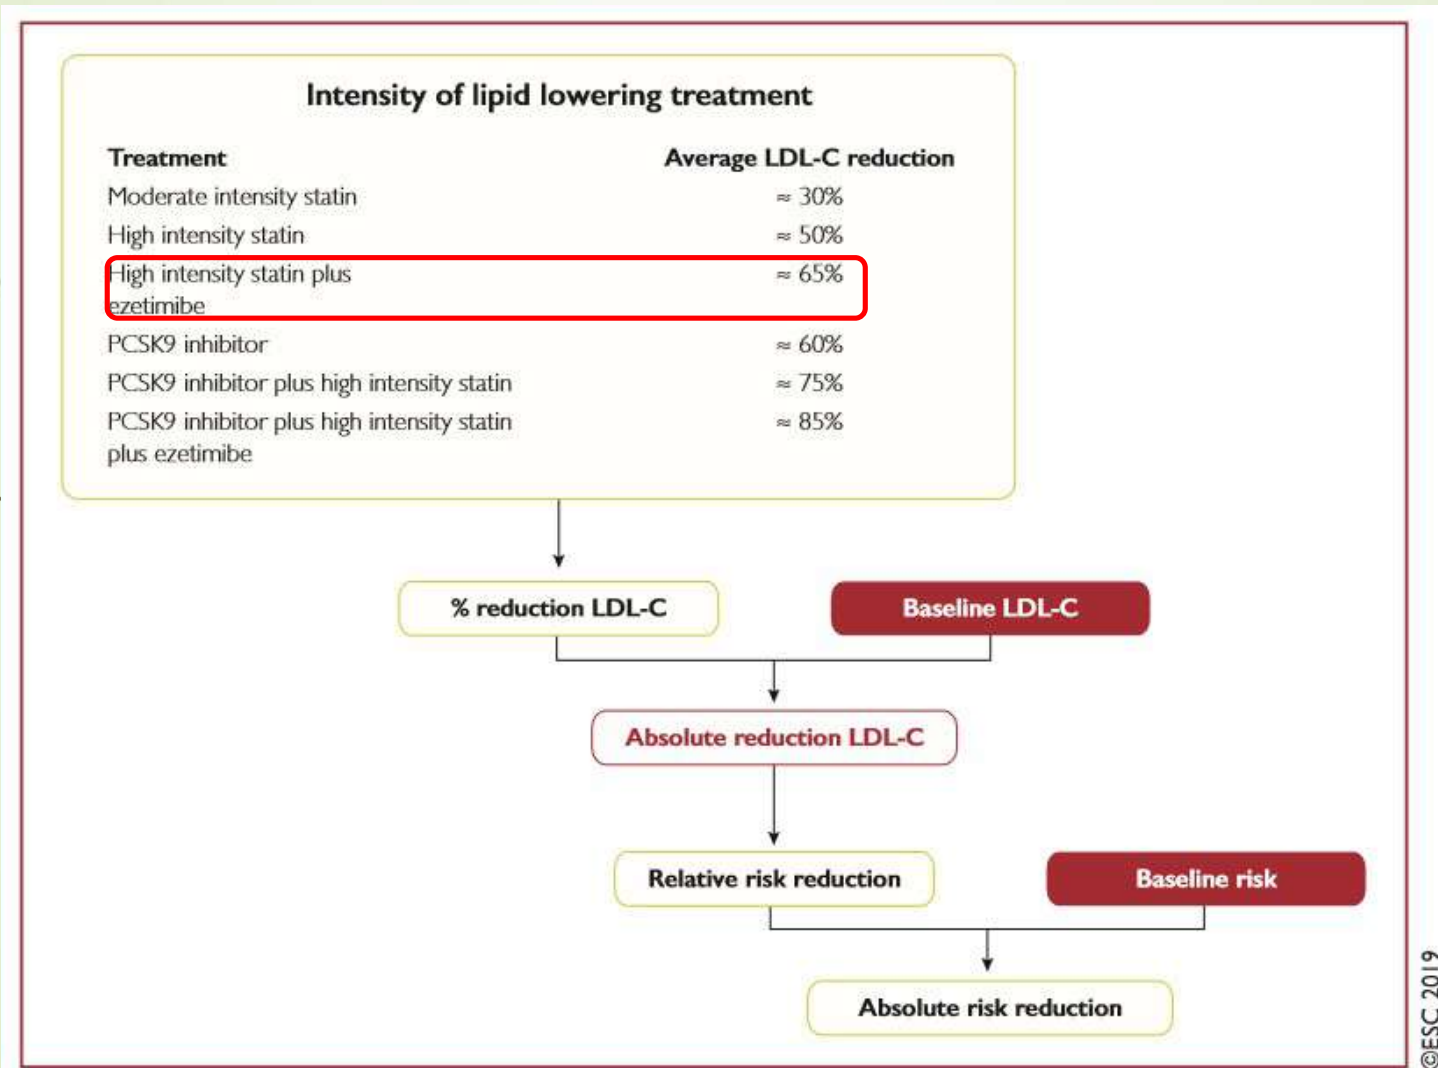 Intensity of lipid lowering treatment
Treatment Average LDL-C reduction
Moderate intensity statin ≈ 30%
High intensity statin ≈ 50%
High intensity statin plus ≈ 65%
ezetimibe
PCSK9 inhibitor ≈ 60%
PCSK9 inhibitor plus high intensity statin ≈ 75%
PCSK9 inhibitor plus high intensity statin ≈ 85%
plus ezetimibe
% reduction LDL-C
Baseline LDL-C
Absolute reduction LDL-C
Relative risk reduction
Baseline risk
Absolute risk reduction
©ESC 2019